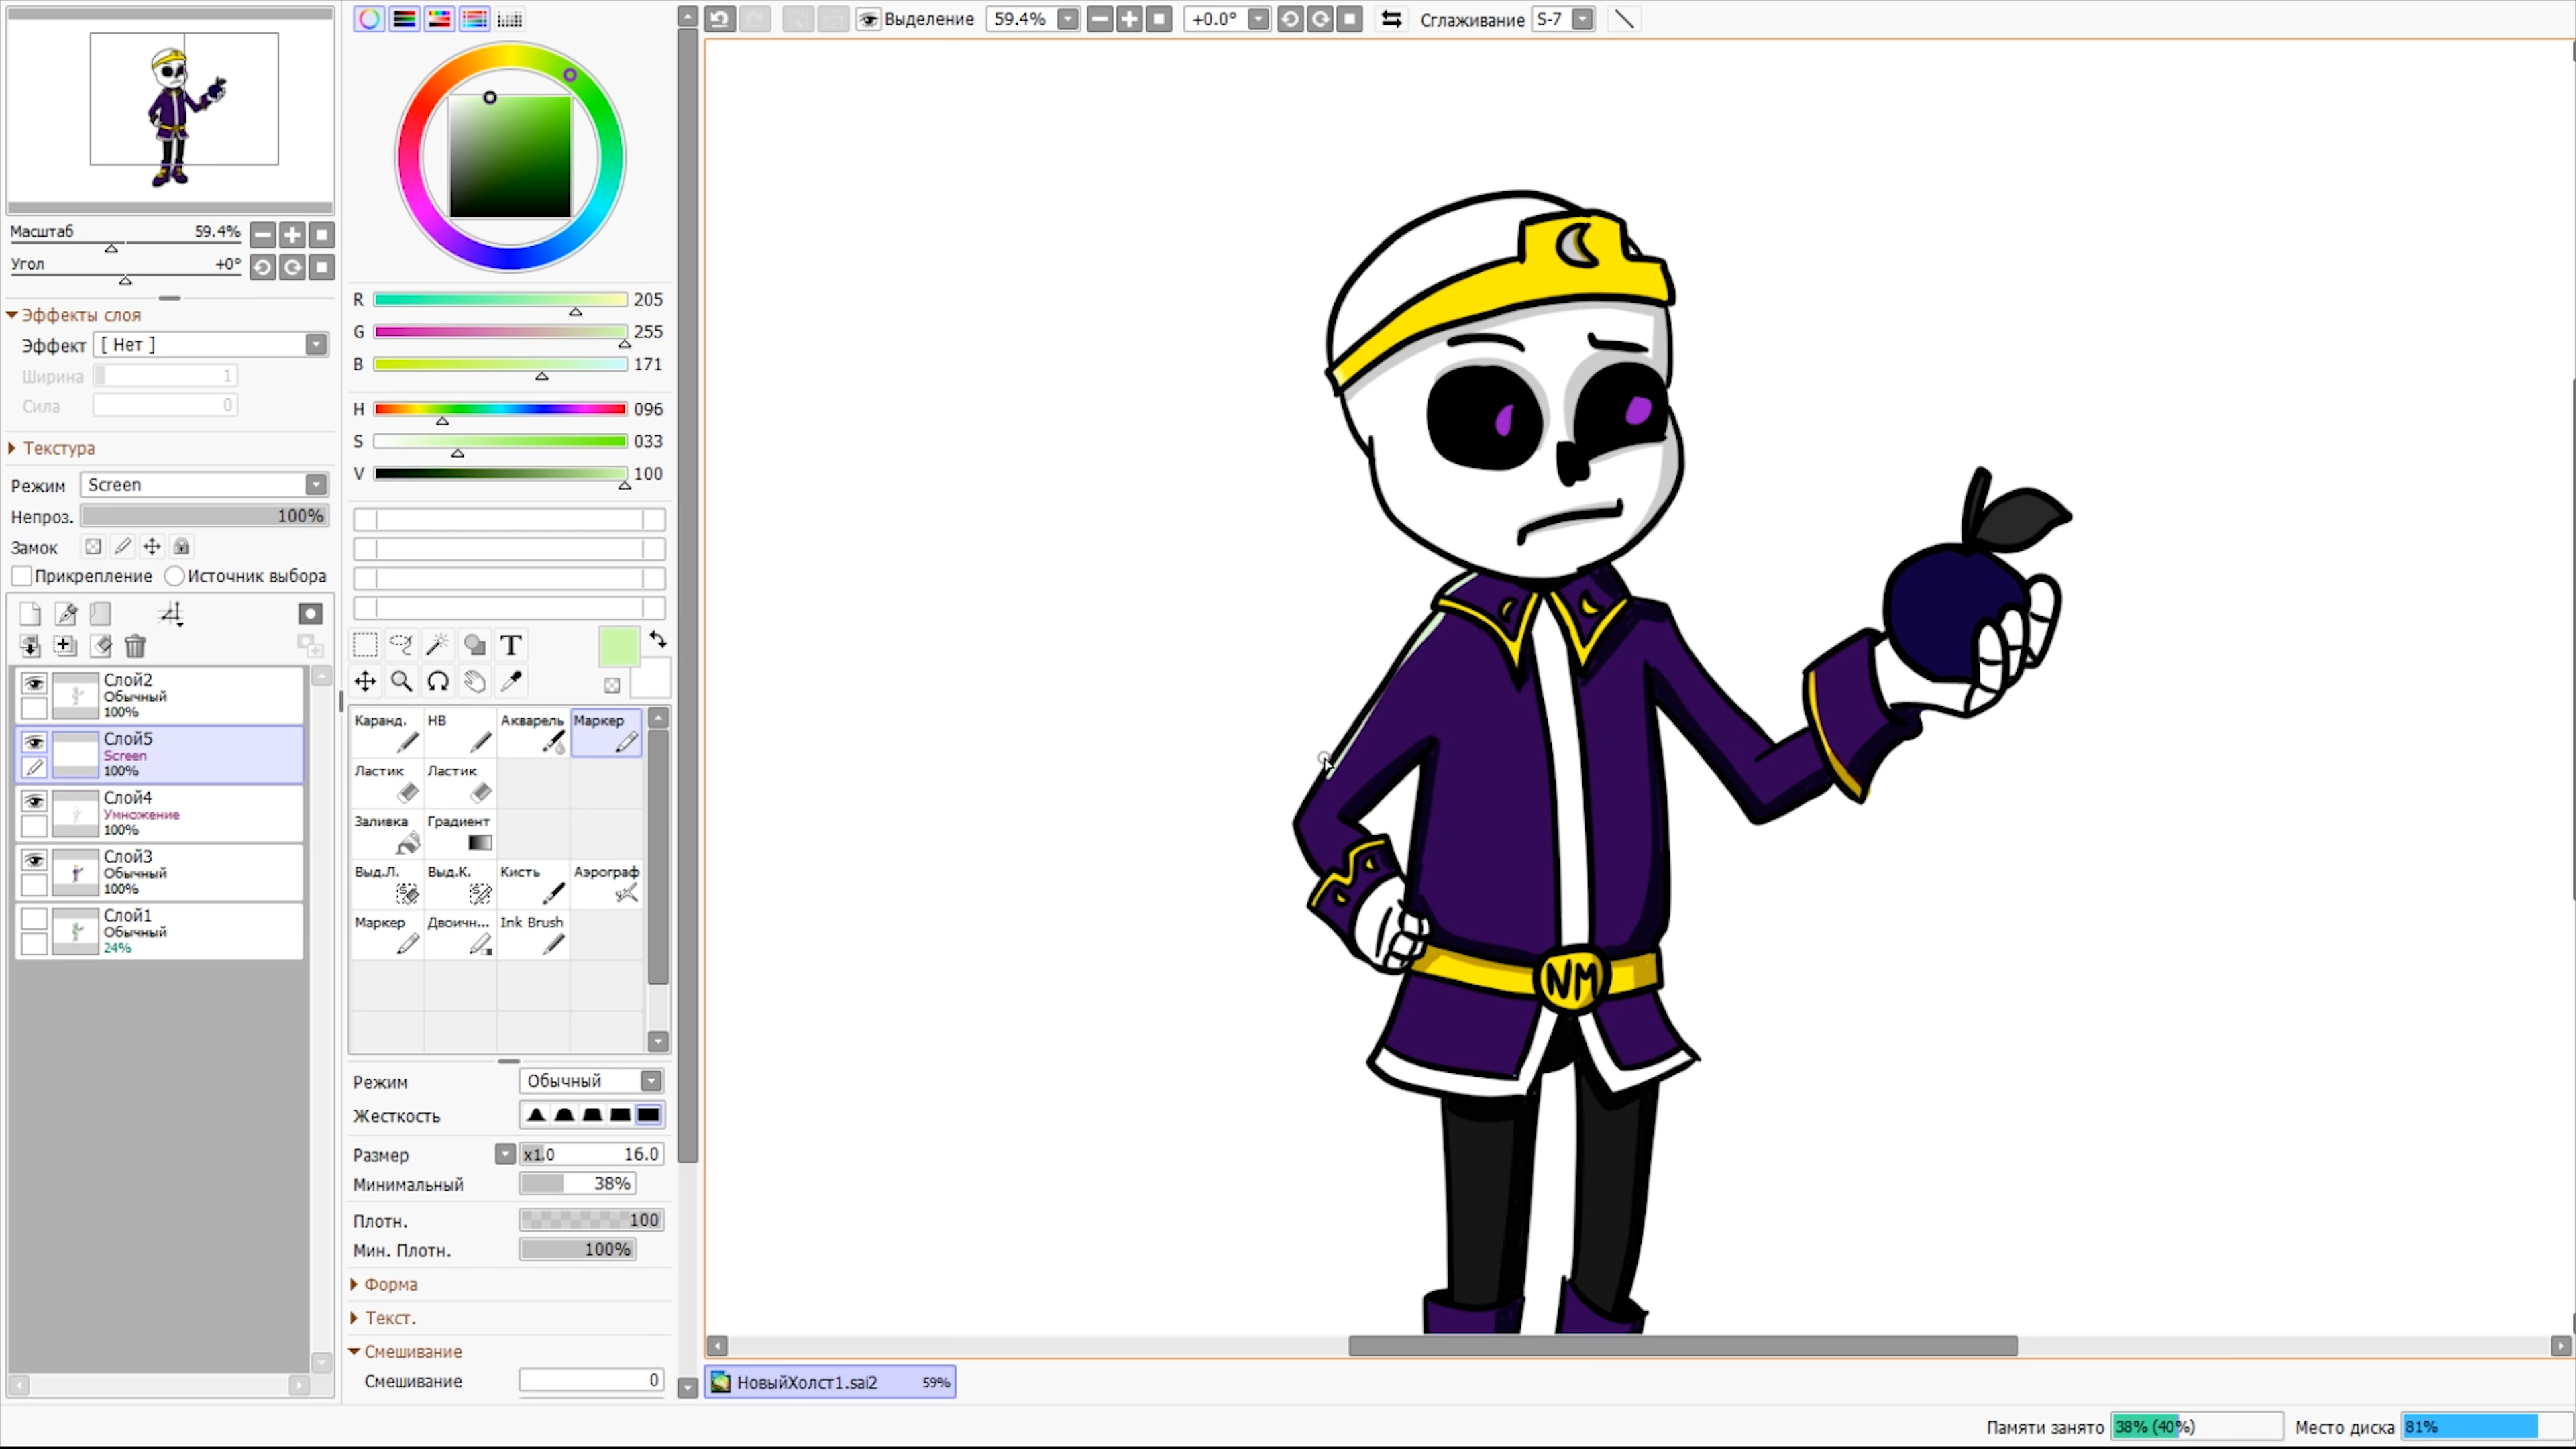 Выделение
59.4%
+0.0°
Сглаживание
S-7
Масштаб
59.4%
Угол
+0°
Эффекты слоя
Эффект
[ Нет ]
Ширина
1
Сила
0
Текстура
Режим
Screen
Непроз.
100%
Замок
Прикрепление
Источник выбора
Слой2
Обычный
100%
Слой5
Screen
100%
Слой4
Умножение
100%
Слой3
Обычный
100%
Слой1
Обычный
24%
R 205
G 255
B 171
H 096
S 033
V 100
T
Каранд.
НВ
Акварель
Маркер
Ластик
Ластик
Заливка
Градиент
Выд.Л.
Выд.К.
Кисть
Аэрограф
Маркер
Двоичн...
Ink Brush
Режим
Обычный
Жесткость
Размер
x1.0
16.0
Минимальный
38%
Плотн.
100
Мин. Плотн.
100%
Форма
Текст.
Смешивание
Смешивание
0
NM
НовыйХолст1.sai2
59%
Памяти занято
38% (40%)
Место диска
81%